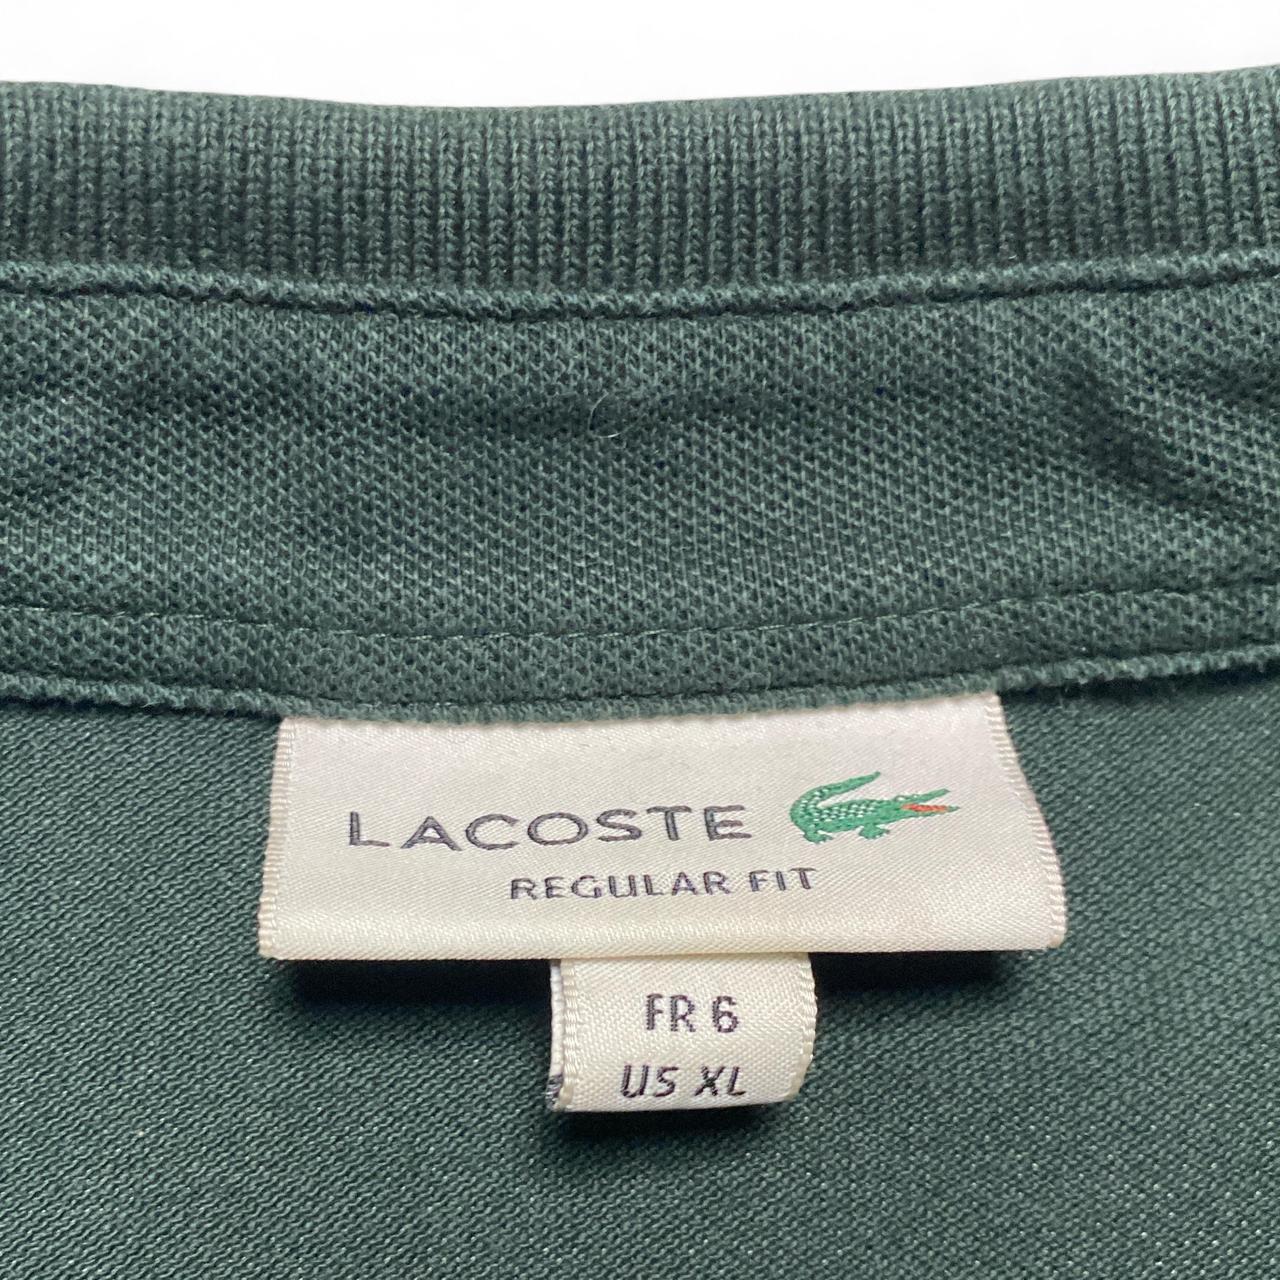 LACOSTE
REGULAR FIT
FR 6
US XL